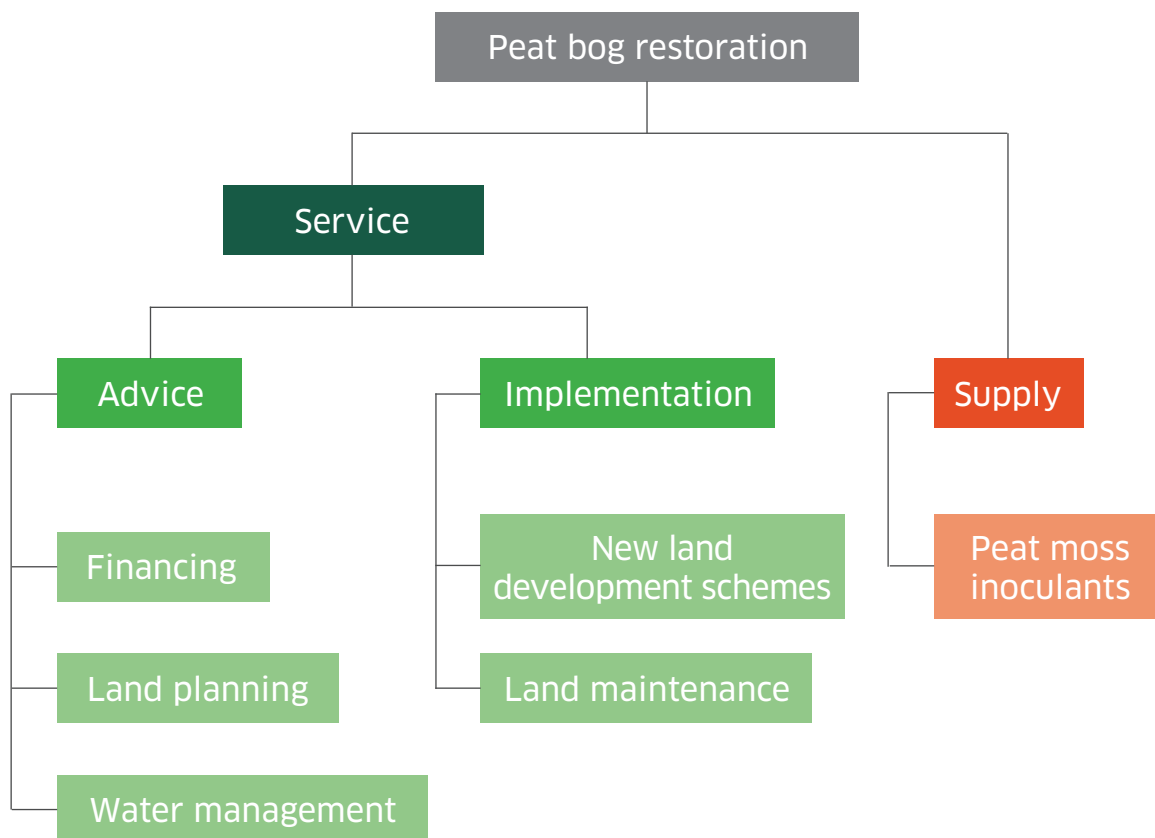 Peat bog restoration
Service
Advice
Implementation
Supply
Financing
New land
development schemes
Peat moss
inoculants
Land planning
Land maintenance
Water management